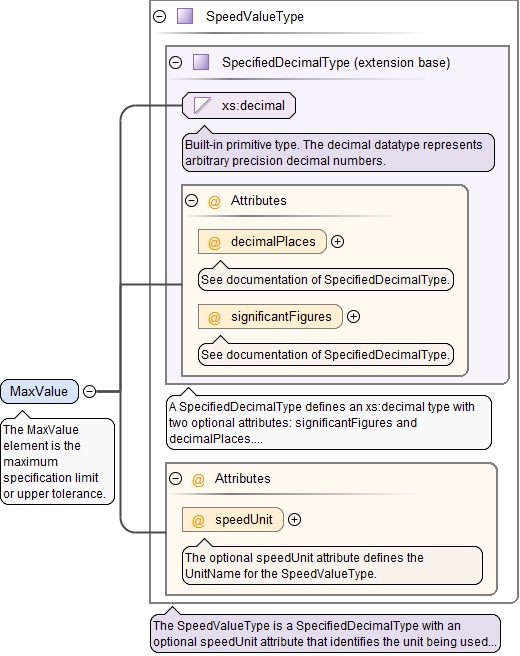 SpeedValueType
SpecifiedDecimalType (extension base)
xs:decimal
Built-in primitive type. The decimal datatype represents
arbitrary precision decimal numbers.
@ Attributes
@ decimalPlaces
See documentation of SpecifiedDecimalType.
@ significantFigures
See documentation of SpecifiedDecimalType.
MaxValue
The MaxValue
element is the
maximum
specification limit
or upper tolerance.
A SpecifiedDecimalType defines an xs:decimal type with
two optional attributes: significantFigures and
decimalPlaces....
@ Attributes
@ speedUnit
The optional speedUnit attribute defines the
UnitName for the SpeedValueType.
The SpeedValueType is a SpecifiedDecimalType with an
optional speedUnit attribute that identifies the unit being used...